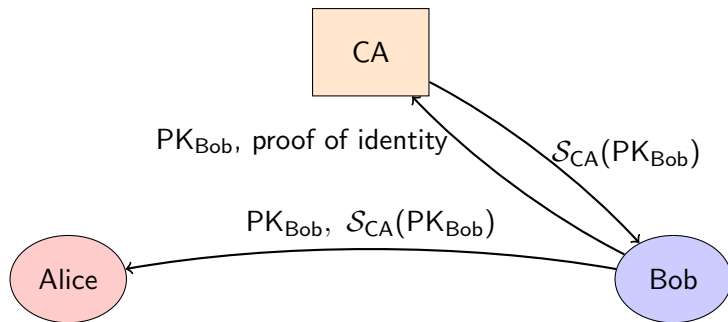 CA
PK_Bob, proof of identity
𝒮_CA(PK_Bob)
PK_Bob, 𝒮_CA(PK_Bob)
Alice
Bob